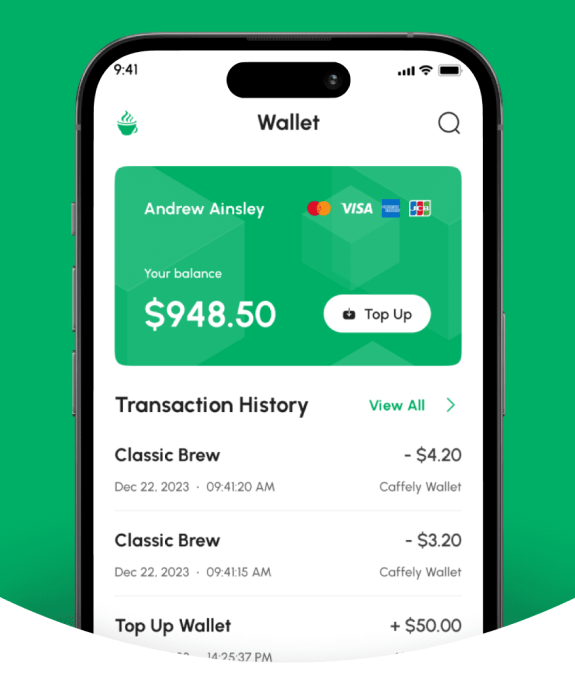 9:41
Wallet
Andrew Ainsley VISA
Your balance
$948.50 Top Up
Transaction History View All
Classic Brew - $4.20
Dec 22, 2023 • 09:41:20 AM Caffely Wallet
Classic Brew - $3.20
Dec 22, 2023 • 09:41:15 AM Caffely Wallet
Top Up Wallet + $50.00
14:25:37 PM